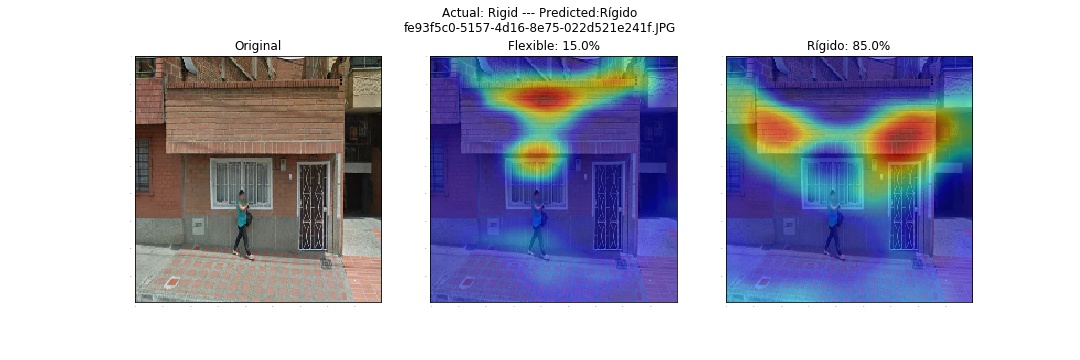 Actual: Rigid --- Predicted:Rígido
fe93f5c0-5157-4d16-8e75-022d521e241f.JPG
Original
Flexible: 15.0%
Rígido: 85.0%